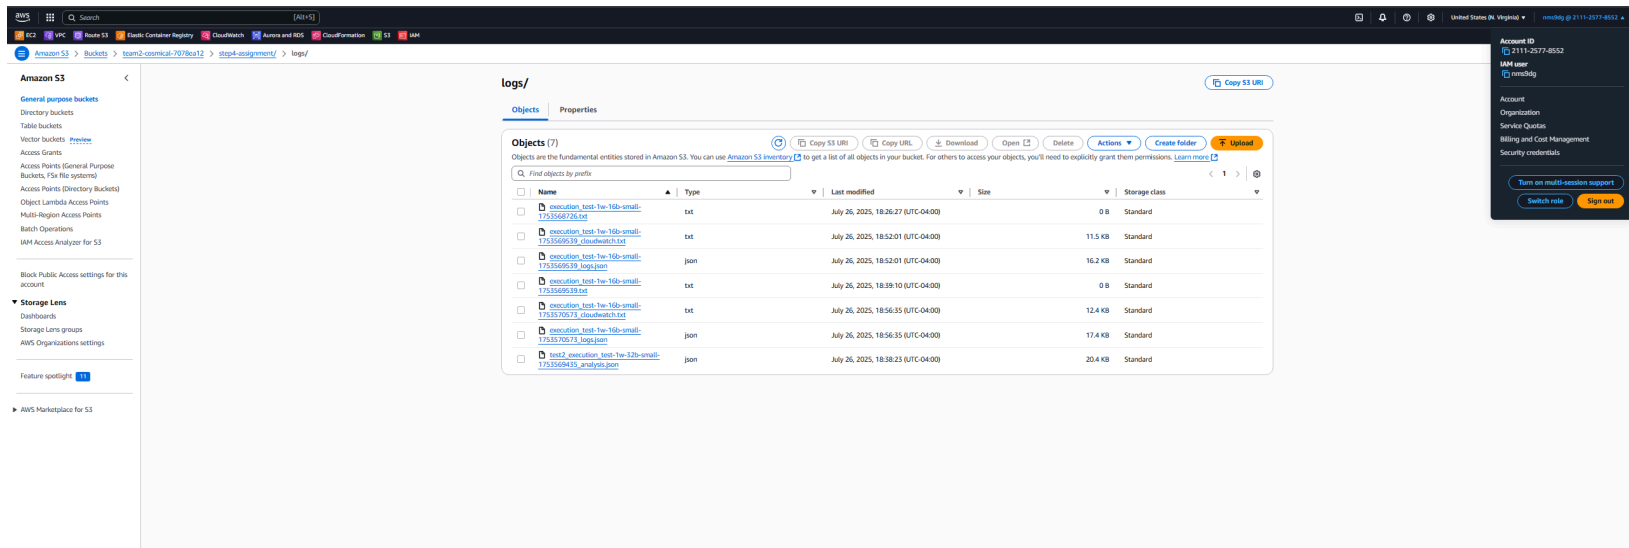 aws
Search
[Alt+S]
United States (N. Virginia)
nms9dg @ 2111-2577-8552
EC2
VPC
Route 53
Elastic Container Registry
CloudWatch
Aurora and RDS
CloudFormation
S3
IAM
Amazon S3 > Buckets > team2-cosmical-7078ea12 > step4-assignment/ > logs/
Account ID
2111-2577-8552
IAM user
nms9dg
Account
Organization
Service Quotas
Billing and Cost Management
Security credentials
Turn on multi-session support
Switch role
Sign out
Amazon S3
General purpose buckets
Directory buckets
Table buckets
Vector buckets Preview
Access Grants
Access Points (General Purpose
Buckets, FSx file systems)
Access Points (Directory Buckets)
Object Lambda Access Points
Multi-Region Access Points
Batch Operations
IAM Access Analyzer for S3
Block Public Access settings for this
account
Storage Lens
Dashboards
Storage Lens groups
AWS Organizations settings
Feature spotlight 11
AWS Marketplace for S3
logs/
Copy S3 URI
Objects
Properties
Objects (7)
Copy S3 URI
Copy URL
Download
Open
Delete
Actions
Create folder
Upload
Objects are the fundamental entities stored in Amazon S3. You can use Amazon S3 inventory to get a list of all objects in your bucket. For others to access your objects, you'll need to explicitly grant them permissions. Learn more
Find objects by prefix
< 1 >
Name Type Last modified Size Storage class
execution_test-1w-16b-small-
1753568726.txt
txt July 26, 2025, 18:26:27 (UTC-04:00) 0 B Standard
execution_test-1w-16b-small-
1753569539_cloudwatch.txt
txt July 26, 2025, 18:52:01 (UTC-04:00) 11.5 KB Standard
execution_test-1w-16b-small-
1753569539_logs.json
json July 26, 2025, 18:52:01 (UTC-04:00) 16.2 KB Standard
execution_test-1w-16b-small-
1753569539.txt
txt July 26, 2025, 18:39:10 (UTC-04:00) 0 B Standard
execution_test-1w-16b-small-
1753570573_cloudwatch.txt
txt July 26, 2025, 18:56:35 (UTC-04:00) 12.4 KB Standard
execution_test-1w-16b-small-
1753570573_logs.json
json July 26, 2025, 18:56:35 (UTC-04:00) 17.4 KB Standard
test2_execution_test-1w-32b-small-
1753569435_analysis.json
json July 26, 2025, 18:38:23 (UTC-04:00) 20.4 KB Standard